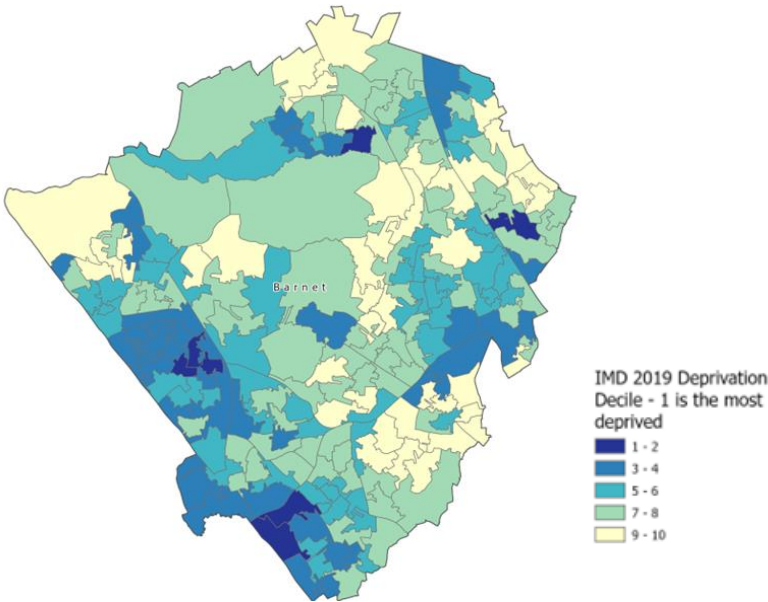 Barnet
IMD 2019 Deprivation
Decile - 1 is the most
deprived
1 - 2
3 - 4
5 - 6
7 - 8
9 - 10